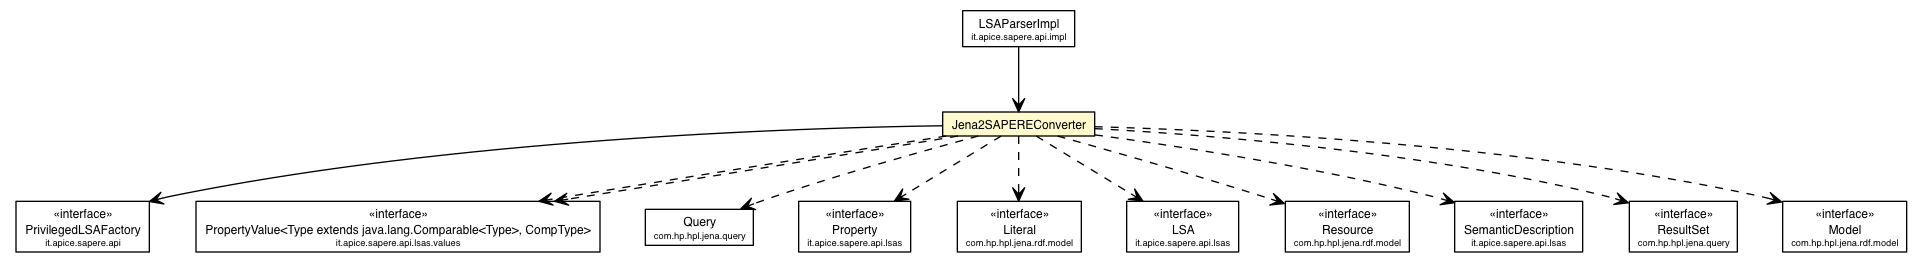 LSAParserImpl
it.apice.sapere.api.impl
Jena2SAPEREConverter
«interface»
PrivilegedLSAFactory
it.apice.sapere.api
«interface»
PropertyValue<Type extends java.lang.Comparable<Type>, CompType>
it.apice.sapere.api.lsas.values
Query
com.hp.hpl.jena.query
«interface»
Property
it.apice.sapere.api.lsas
«interface»
Literal
com.hp.hpl.jena.rdf.model
«interface»
LSA
it.apice.sapere.api.lsas
«interface»
Resource
com.hp.hpl.jena.rdf.model
«interface»
SemanticDescription
it.apice.sapere.api.lsas
«interface»
ResultSet
com.hp.hpl.jena.query
«interface»
Model
com.hp.hpl.jena.rdf.model